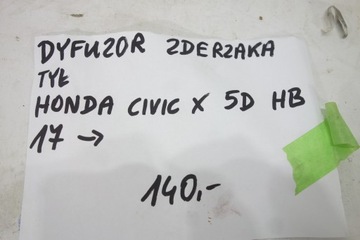 DYFUZOR ZDERZAKA
TYŁ
HONDA CIVIC X 5D HB
17 →
140,-